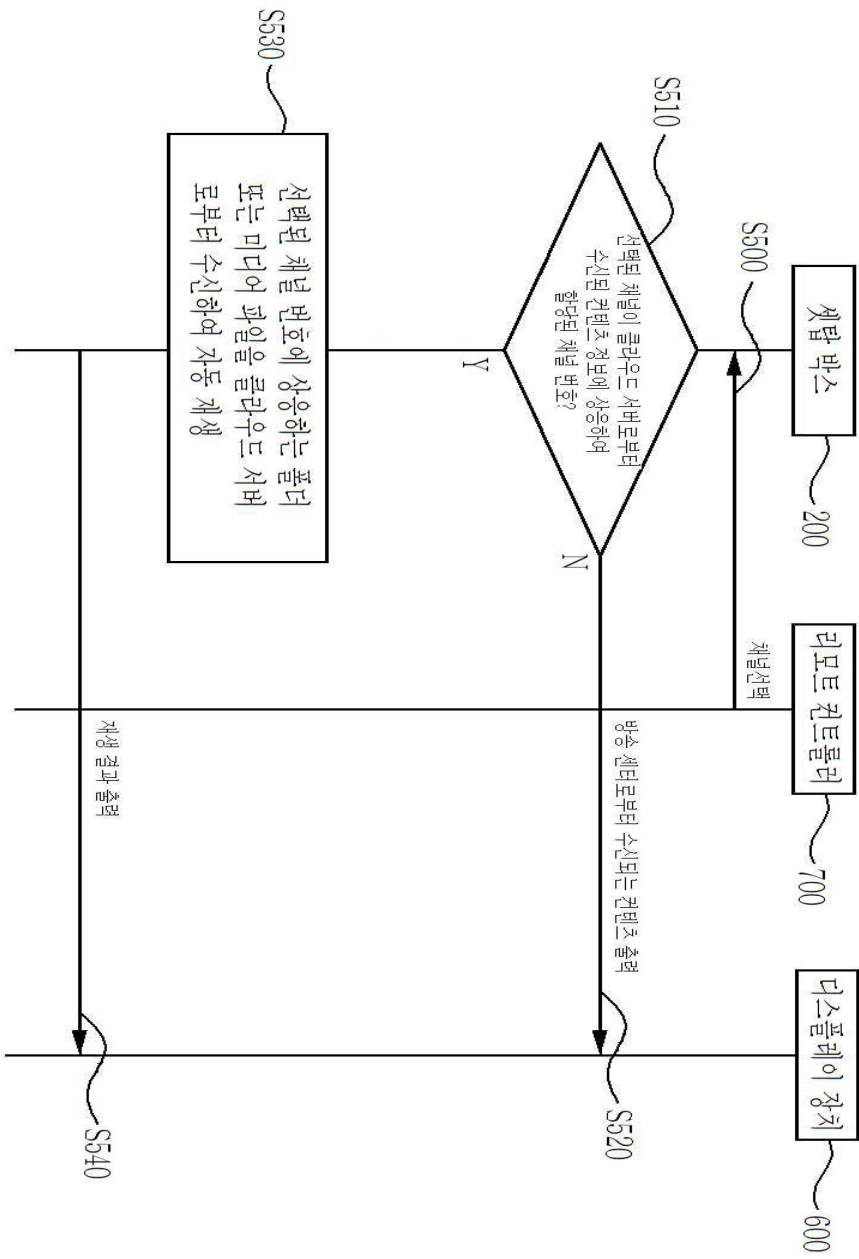 셋탑 박스
200
리모트 컨트롤러
700
디스플레이 장치
600
S500
채널선택
S510
선택된 채널이 클라우드 서버로부터
수신된 컨텐츠 정보에 상응하여
할당된 채널 번호?
N
방송 센터로부터 수신되는 컨텐츠 출력
S520
Y
S530
선택된 채널 번호에 상응하는 폴더
또는 미디어 파일을 클라우드 서버
로부터 수신하여 자동 재생
재생 결과 출력
S540